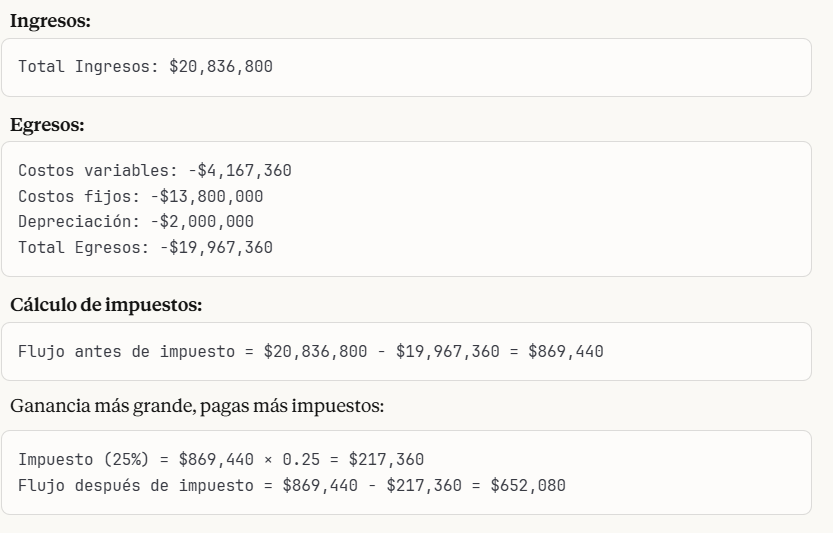 Ingresos:
Total Ingresos: $20,836,800
Egresos:
Costos variables: -$4,167,360
Costos fijos: -$13,800,000
Depreciación: -$2,000,000
Total Egresos: -$19,967,360
Cálculo de impuestos:
Flujo antes de impuesto = $20,836,800 - $19,967,360 = $869,440
Ganancia más grande, pagas más impuestos:
Impuesto (25%) = $869,440 × 0.25 = $217,360
Flujo después de impuesto = $869,440 - $217,360 = $652,080